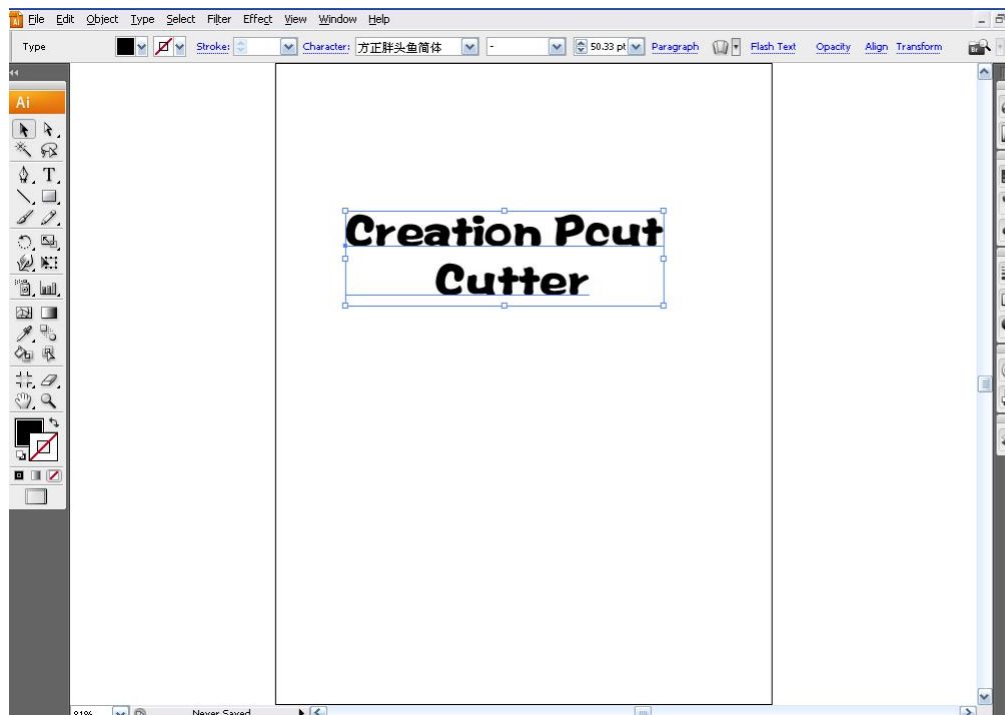 Ai File Edit Object Type Select Filter Effect View Window Help
Type Stroke: Character: 方正胖头鱼简体 - 50.33 pt Paragraph Flash Text Opacity Align Transform
Ai
T
Creation Pcut
Cutter
Never Saved